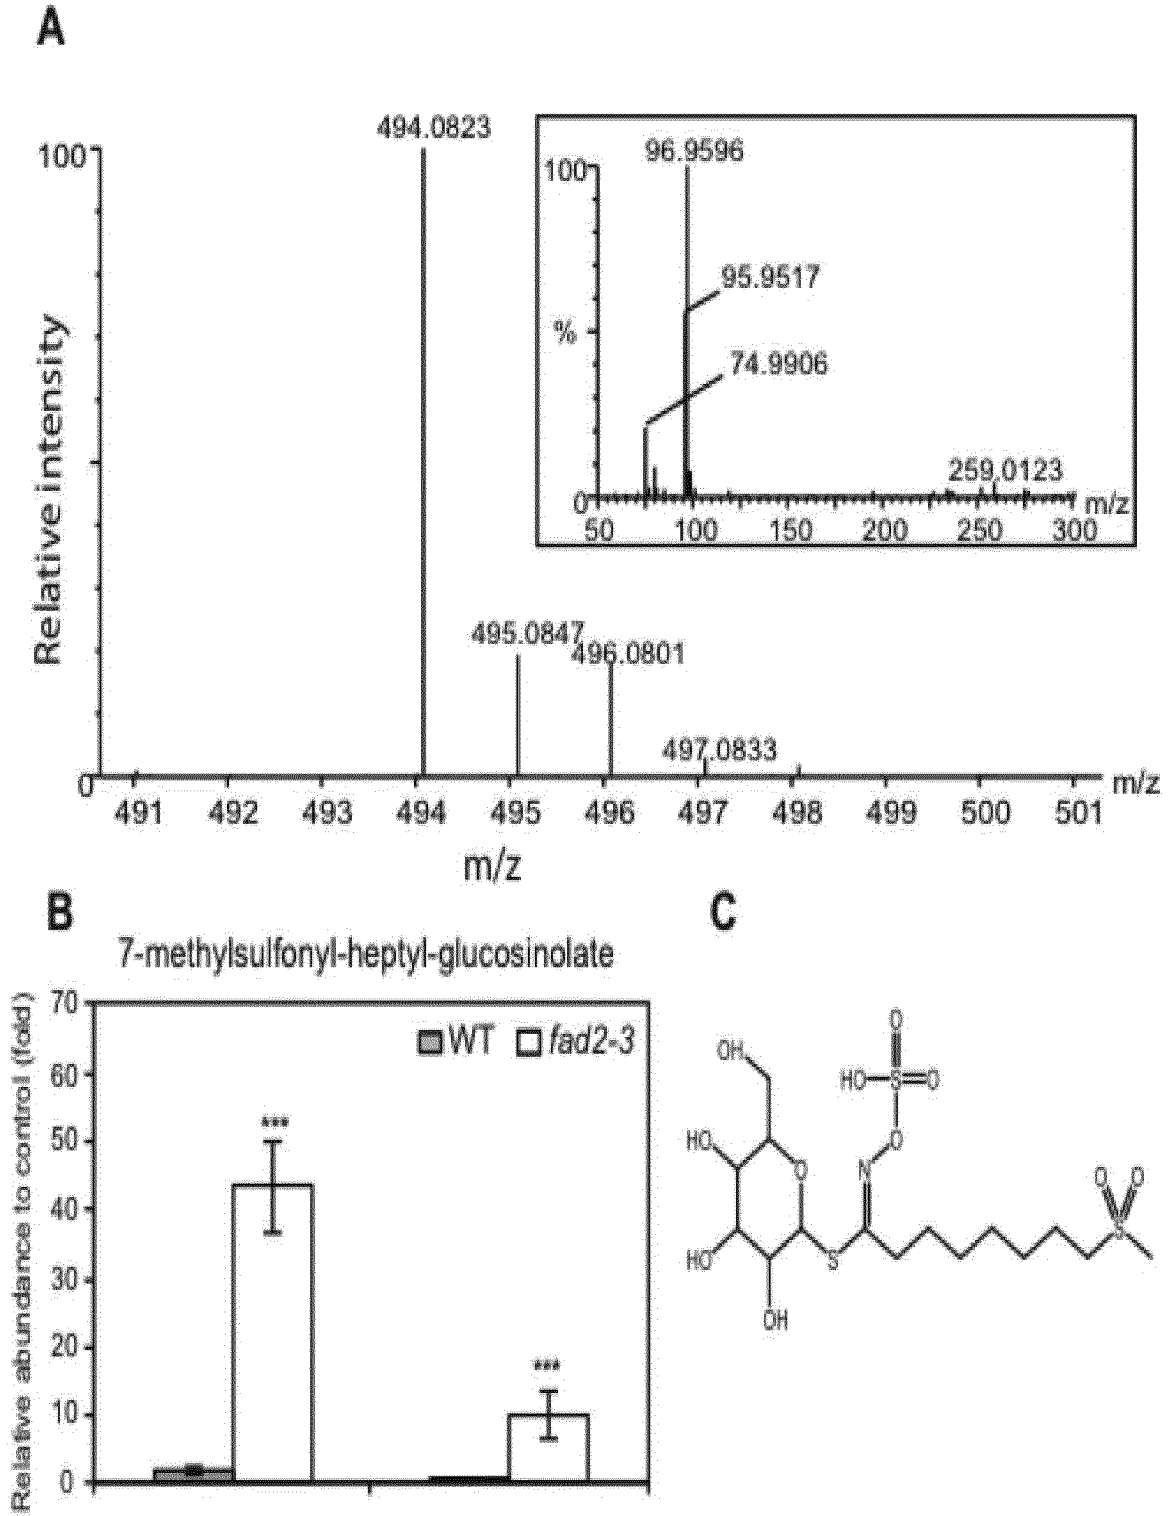 A
494.0823
100
Relative intensity
495.0847
496.0801
497.0833
0
m/z
491 492 493 494 495 496 497 498 499 500 501
m/z
96.9596
100
95.9517
%
74.9906
259.0123
0
m/z
50 100 150 200 250 300
B
7-methylsulfonyl-heptyl-glucosinolate
Relative abundance to control (fold)
70
60
50
40
30
20
10
0
WT fad2-3
***
***
C
O
OH
HO S O
HO
O
O
N
O O
S
HO
S
OH